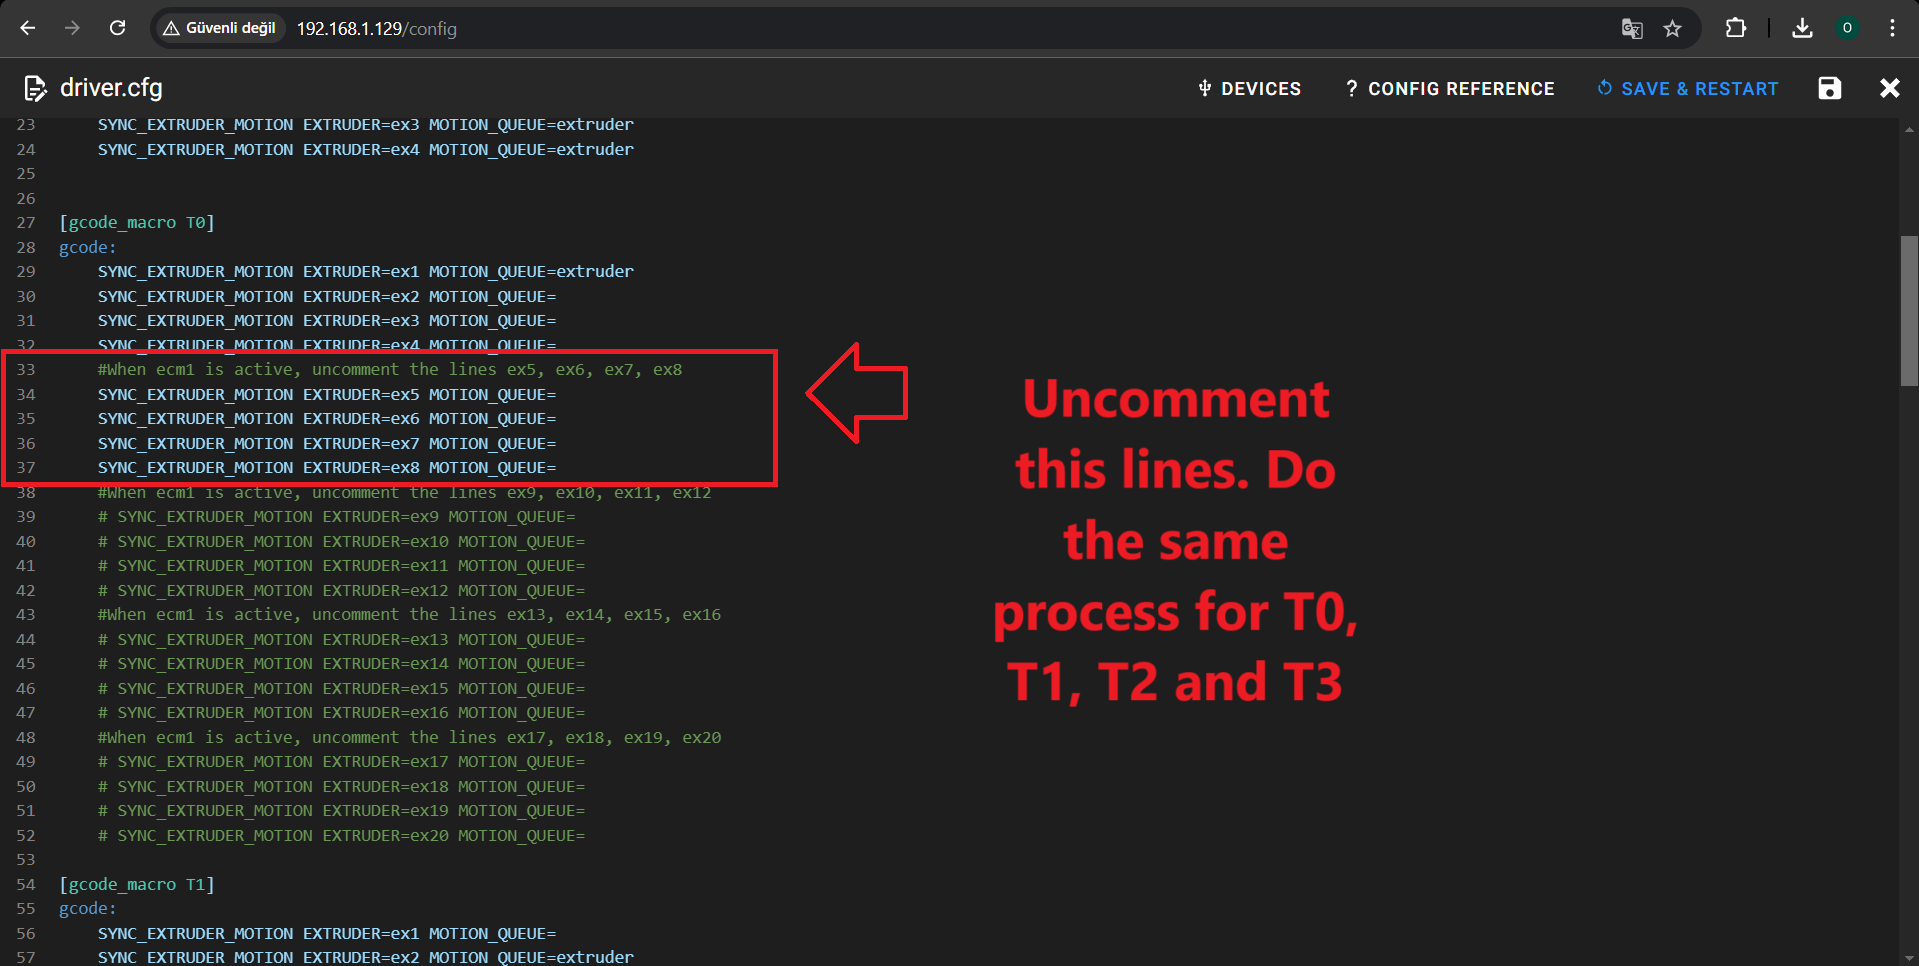 Güvenli değil
192.168.1.129/config
O
driver.cfg
DEVICES
? CONFIG REFERENCE
SAVE & RESTART
23 SYNC_EXTRUDER_MOTION EXTRUDER=ex3 MOTION_QUEUE=extruder
24 SYNC_EXTRUDER_MOTION EXTRUDER=ex4 MOTION_QUEUE=extruder
25
26
27 [gcode_macro T0]
28 gcode:
29 SYNC_EXTRUDER_MOTION EXTRUDER=ex1 MOTION_QUEUE=extruder
30 SYNC_EXTRUDER_MOTION EXTRUDER=ex2 MOTION_QUEUE=
31 SYNC_EXTRUDER_MOTION EXTRUDER=ex3 MOTION_QUEUE=
32 SYNC_EXTRUDER_MOTION EXTRUDER=ex4 MOTION_QUEUE=
33 #When ecm1 is active, uncomment the lines ex5, ex6, ex7, ex8
34 SYNC_EXTRUDER_MOTION EXTRUDER=ex5 MOTION_QUEUE=
35 SYNC_EXTRUDER_MOTION EXTRUDER=ex6 MOTION_QUEUE=
36 SYNC_EXTRUDER_MOTION EXTRUDER=ex7 MOTION_QUEUE=
37 SYNC_EXTRUDER_MOTION EXTRUDER=ex8 MOTION_QUEUE=
38 #When ecm1 is active, uncomment the lines ex9, ex10, ex11, ex12
39 # SYNC_EXTRUDER_MOTION EXTRUDER=ex9 MOTION_QUEUE=
40 # SYNC_EXTRUDER_MOTION EXTRUDER=ex10 MOTION_QUEUE=
41 # SYNC_EXTRUDER_MOTION EXTRUDER=ex11 MOTION_QUEUE=
42 # SYNC_EXTRUDER_MOTION EXTRUDER=ex12 MOTION_QUEUE=
43 #When ecm1 is active, uncomment the lines ex13, ex14, ex15, ex16
44 # SYNC_EXTRUDER_MOTION EXTRUDER=ex13 MOTION_QUEUE=
45 # SYNC_EXTRUDER_MOTION EXTRUDER=ex14 MOTION_QUEUE=
46 # SYNC_EXTRUDER_MOTION EXTRUDER=ex15 MOTION_QUEUE=
47 # SYNC_EXTRUDER_MOTION EXTRUDER=ex16 MOTION_QUEUE=
48 #When ecm1 is active, uncomment the lines ex17, ex18, ex19, ex20
49 # SYNC_EXTRUDER_MOTION EXTRUDER=ex17 MOTION_QUEUE=
50 # SYNC_EXTRUDER_MOTION EXTRUDER=ex18 MOTION_QUEUE=
51 # SYNC_EXTRUDER_MOTION EXTRUDER=ex19 MOTION_QUEUE=
52 # SYNC_EXTRUDER_MOTION EXTRUDER=ex20 MOTION_QUEUE=
53
54 [gcode_macro T1]
55 gcode:
56 SYNC_EXTRUDER_MOTION EXTRUDER=ex1 MOTION_QUEUE=
57 SYNC_EXTRUDER_MOTION EXTRUDER=ex2 MOTION_QUEUE=extruder
Uncomment
this lines. Do
the same
process for T0,
T1, T2 and T3